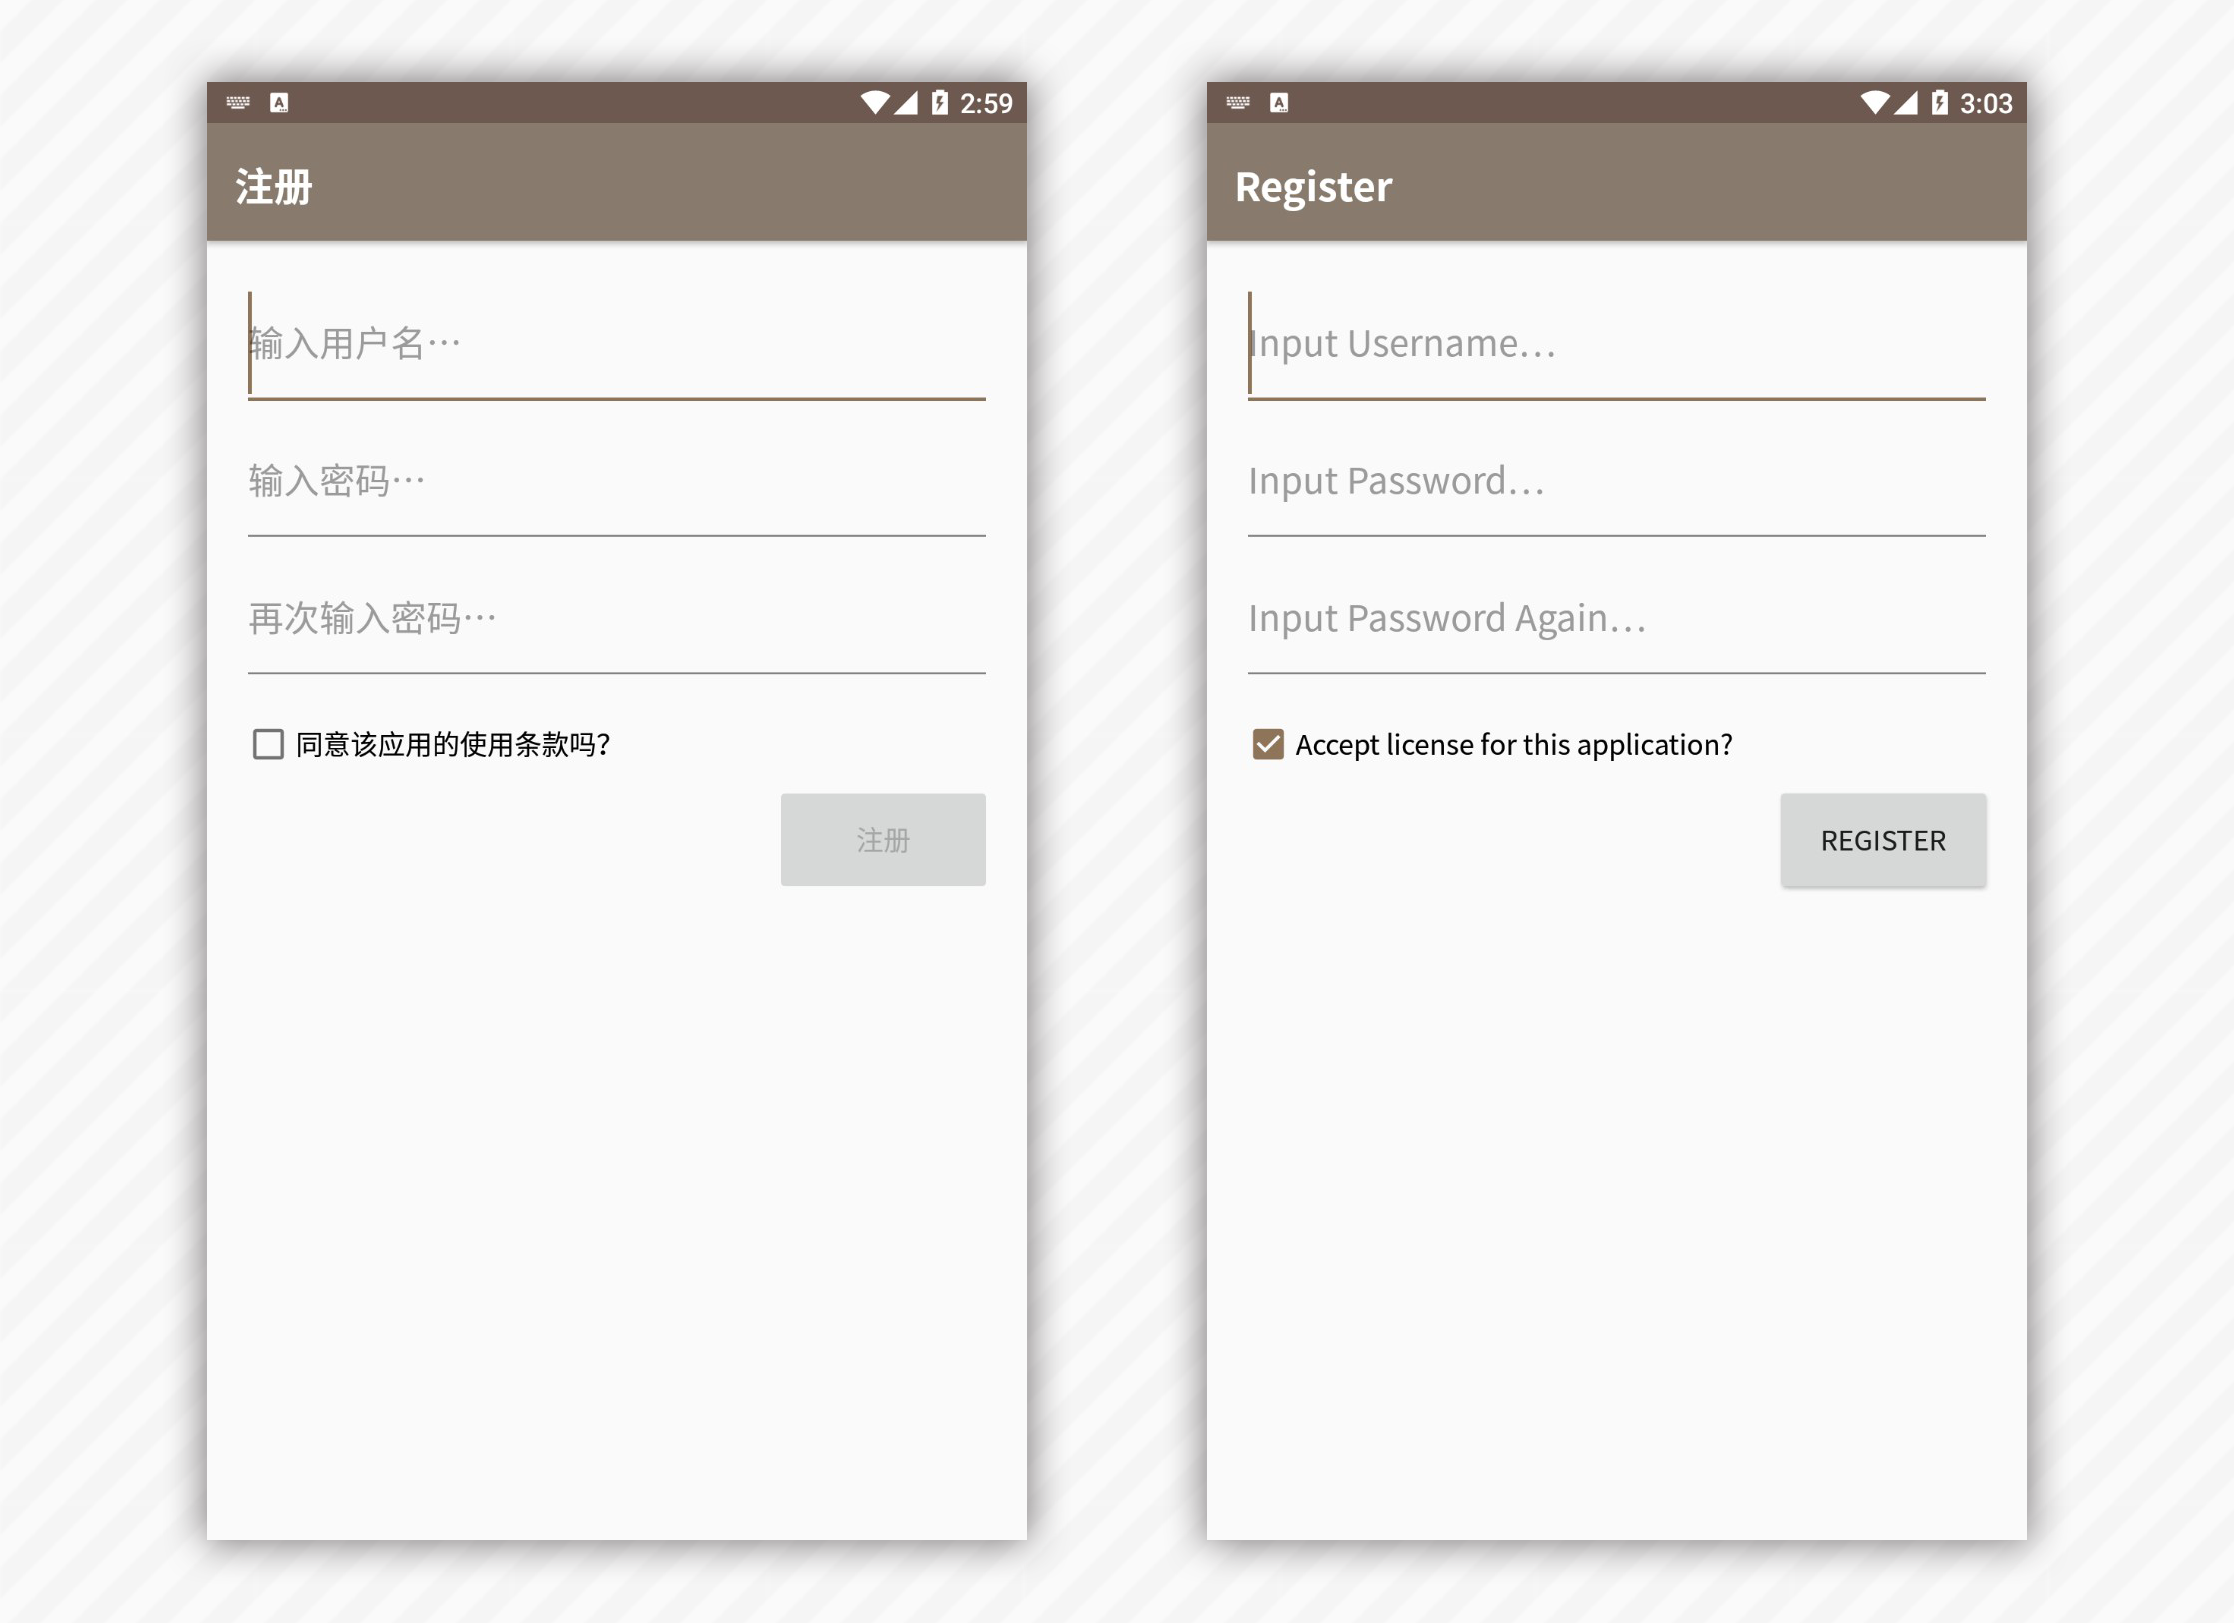 2:59
注册
输入用户名…
输入密码…
再次输入密码…
同意该应用的使用条款吗？
注册
3:03
Register
Input Username…
Input Password…
Input Password Again…
Accept license for this application?
REGISTER